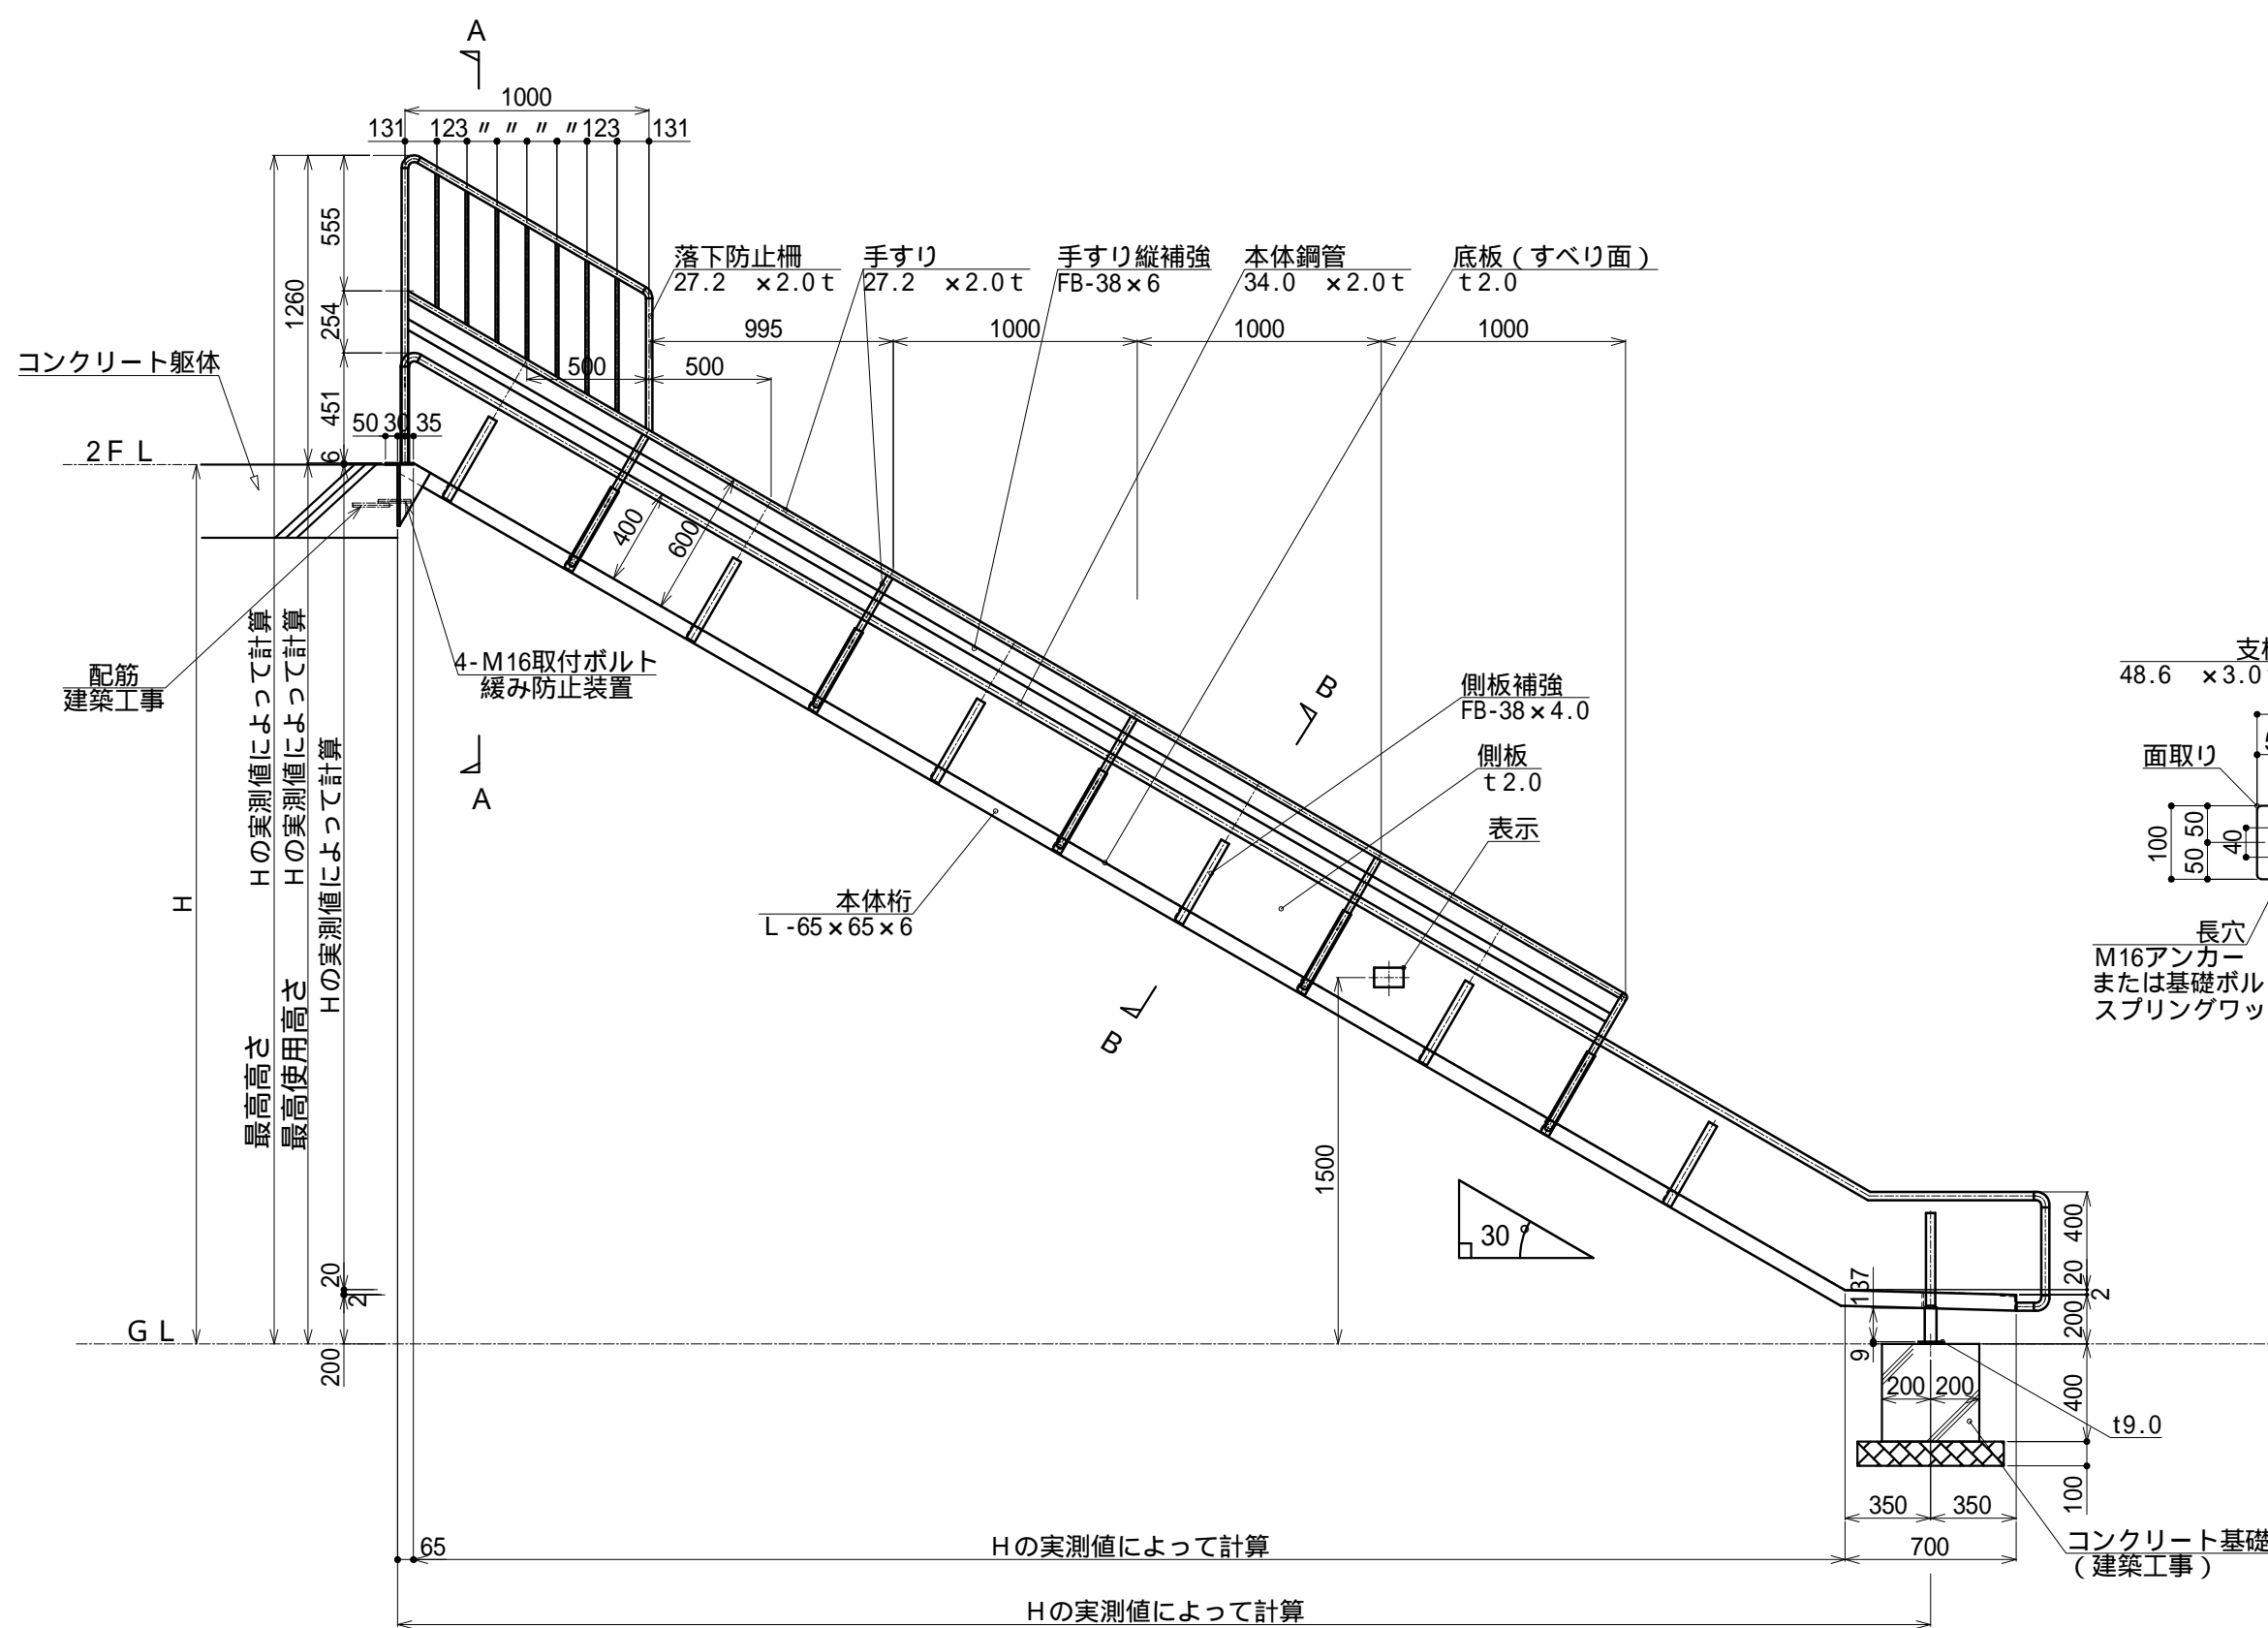 A
1000
131 123 〃 〃 〃 〃 123 131
555
254
1260
451
6
50 30 35
落下防止柵
27.2 ×2.0t
手すり
27.2 ×2.0t
手すり縦補強
FB-38×6
本体鋼管
34.0 ×2.0t
底板（すべり面）
t2.0
995 1000 1000 1000
500 500
コンクリート躯体
2FL
400
600
配筋
建築工事
4-M16取付ボルト
緩み防止装置
A
B
側板補強
FB-38×4.0
側板
t2.0
表示
本体桁
L-65×65×6
B
1500
30°
H
最高高さ Hの実測値によって計算
最高使用高さ Hの実測値によって計算
Hの実測値によって計算
20
2
200
GL
48.6 ×3.0
面取り
100
50 50
40
長穴
M16アンカー
または基礎ボル
スプリングワッ
137
9
400
20
2
200
200 200
400
100
t9.0
350 350
700
コンクリート基礎
（建築工事）
65
Hの実測値によって計算
Hの実測値によって計算